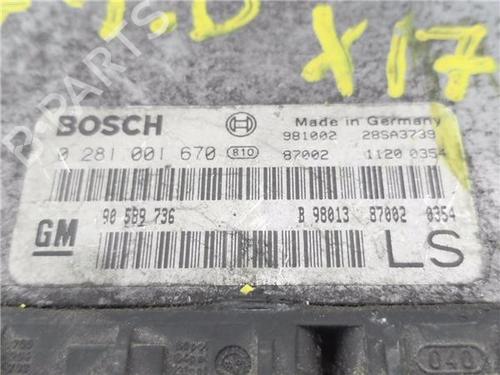 X17
BOSCH
Made in Germany
981002 28SA3739
0 281 001 670 810 87002 1120 0354
GM 90 589 736 B 98013 87002 0354
LS
040